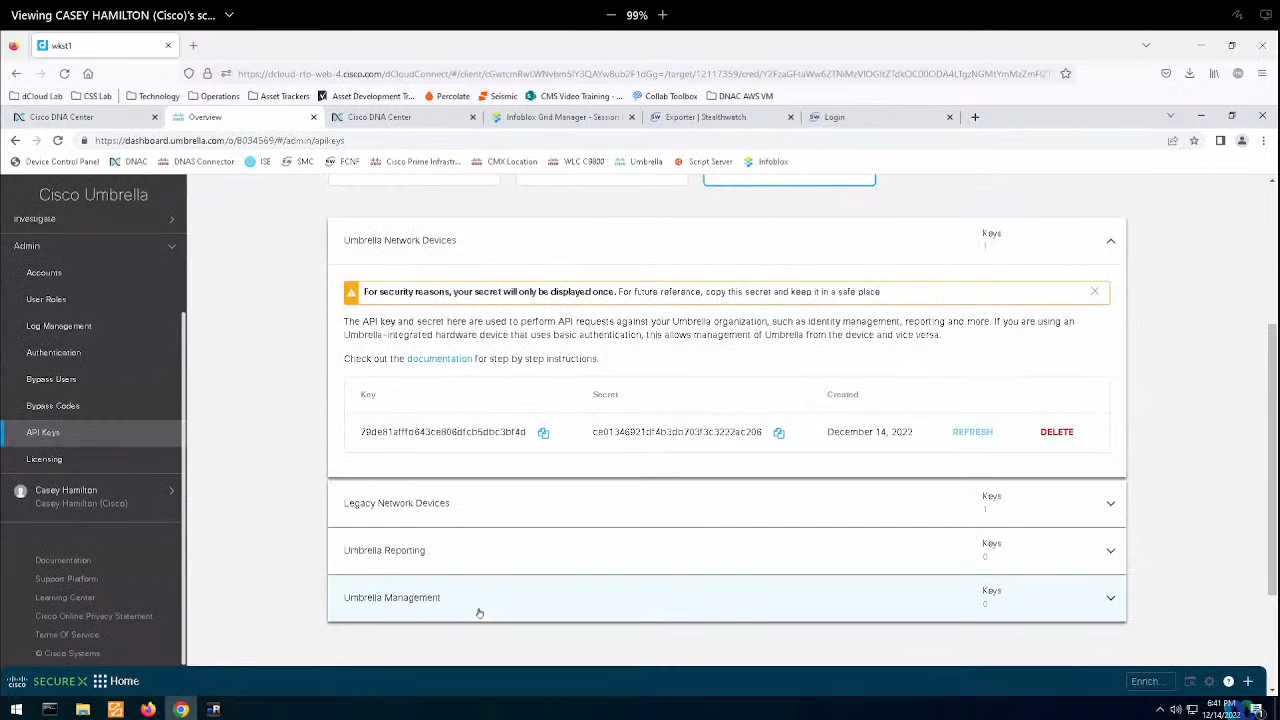 Viewing CASEY HAMILTON (Cisco)'s sc...
99%
wkst1
https://dcloud-rtp-web-4.cisco.com/dCloudConnect/#/client/
dCloud Lab
CSS Lab
Technology
Operations
Asset Trackers
Asset Development Tr...
Percolate
Seismic
CMS Video Training - ...
Collab Toolbox
DNAC AWS VM
Cisco DNA Center
Overview
Cisco DNA Center
Infoblox Grid Manager - Session
Exporter | Stealthwatch
Login
https://dashboard.umbrella.com/o/8034569/#/admin/apikeys
Device Control Panel
DNAC
DNAS Connector
ISE
SMC
FCNF
Cisco Prime Infrastr...
CMX Location
WLC C9800
Umbrella
Script Server
Infoblox
Cisco Umbrella
Investigate
Admin
Accounts
User Roles
Log Management
Authentication
Bypass Users
Bypass Codes
API Keys
Licensing
Casey Hamilton
Casey Hamilton (Cisco)
Documentation
Support Platform
Learning Center
Cisco Online Privacy Statement
Terms Of Service
© Cisco Systems
Umbrella Network Devices
Keys
1
For security reasons, your secret will only be displayed once. For future reference, copy this secret and keep it in a safe place
The API key and secret here are used to perform API requests against your Umbrella organization, such as identity management, reporting and more. If you are using an
Umbrella-integrated hardware device that uses basic authentication, this allows management of Umbrella from the device and vice versa.
Check out the documentation for step by step instructions.
Key
Secret
Created
79de81afffd643ce806dfcb5dbc3bf4d
ce01346921df4b3db703f3c3222ac206
December 14, 2022
REFRESH
DELETE
Legacy Network Devices
Keys
1
Umbrella Reporting
Keys
0
Umbrella Management
Keys
0
cisco SECUREX
Home
Enrich...
6:41 PM
12/14/2022